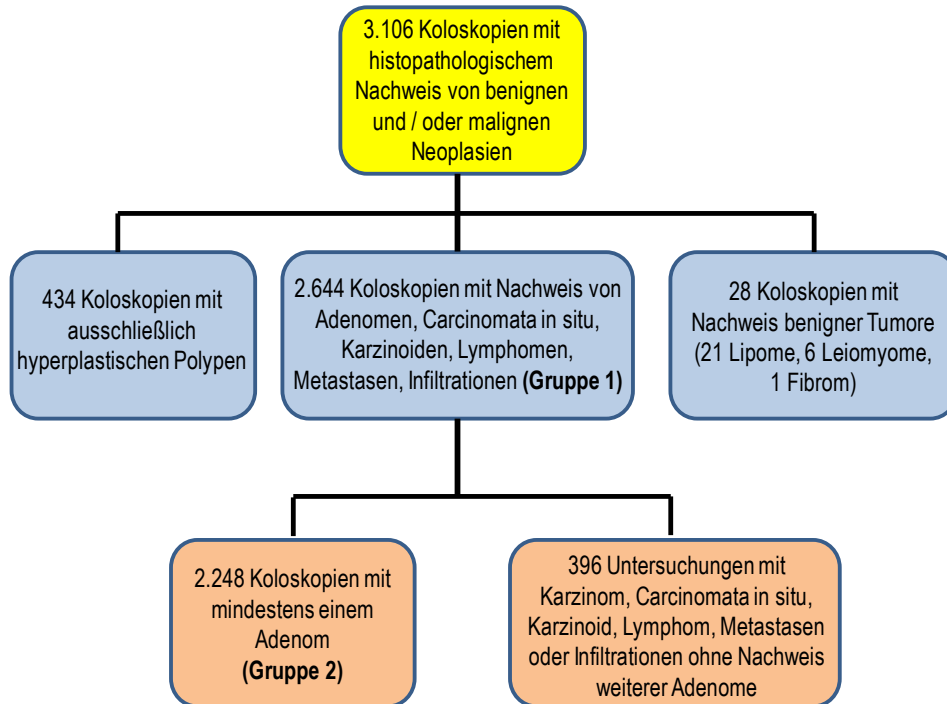 3.106 Koloskopien mit
histopathologischem
Nachweis von benignen
und / oder malignen
Neoplasien
434 Koloskopien mit
ausschließlich
hyperplastischen Polypen
2.644 Koloskopien mit Nachweis von
Adenomen, Carcinomata in situ,
Karzinoiden, Lymphomen,
Metastasen, Infiltrationen (Gruppe 1)
28 Koloskopien mit
Nachweis benigner Tumore
(21 Lipome, 6 Leiomyome,
1 Fibrom)
2.248 Koloskopien mit
mindestens einem
Adenom
(Gruppe 2)
396 Untersuchungen mit
Karzinom, Carcinomata in situ,
Karzinoid, Lymphom, Metastasen
oder Infiltrationen ohne Nachweis
weiterer Adenome